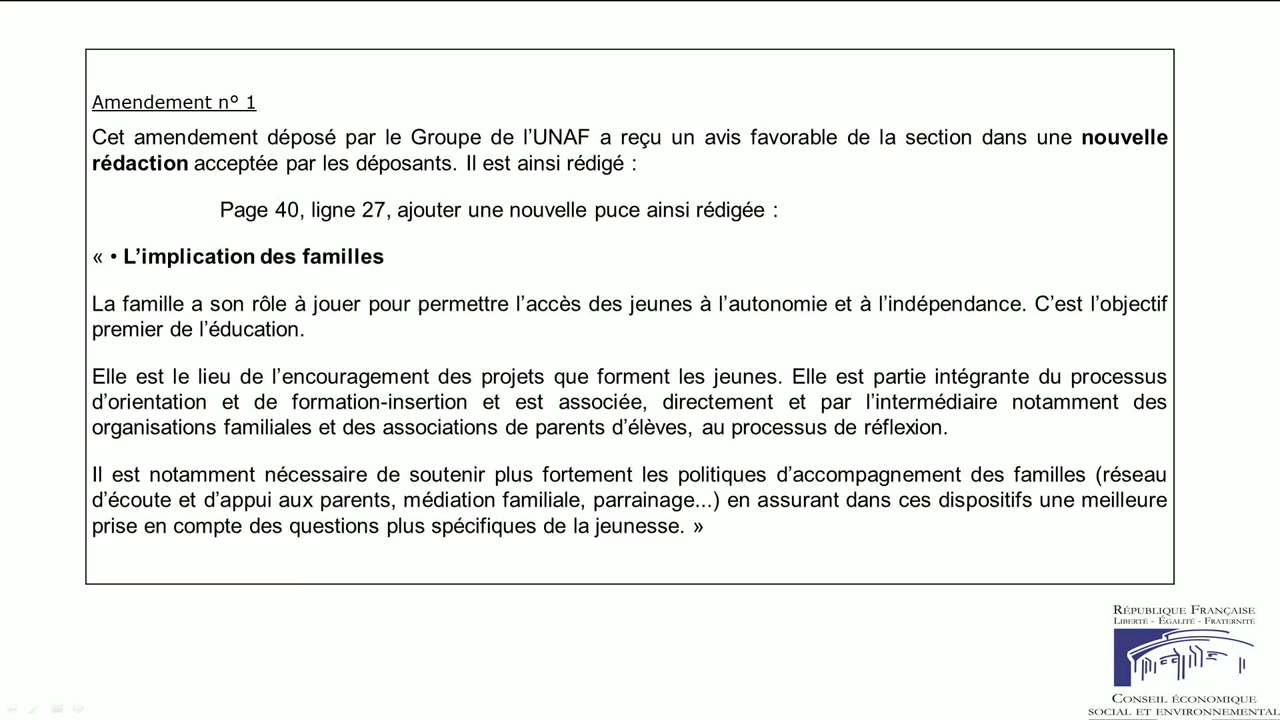 Amendement n° 1
Cet amendement déposé par le Groupe de l’UNAF a reçu un avis favorable de la section dans une nouvelle
rédaction acceptée par les déposants. Il est ainsi rédigé :
Page 40, ligne 27, ajouter une nouvelle puce ainsi rédigée :
« • L’implication des familles
La famille a son rôle à jouer pour permettre l’accès des jeunes à l’autonomie et à l’indépendance. C’est l’objectif
premier de l’éducation.
Elle est le lieu de l’encouragement des projets que forment les jeunes. Elle est partie intégrante du processus
d’orientation et de formation-insertion et est associée, directement et par l’intermédiaire notamment des
organisations familiales et des associations de parents d’élèves, au processus de réflexion.
Il est notamment nécessaire de soutenir plus fortement les politiques d’accompagnement des familles (réseau
d’écoute et d’appui aux parents, médiation familiale, parrainage...) en assurant dans ces dispositifs une meilleure
prise en compte des questions plus spécifiques de la jeunesse. »
RÉPUBLIQUE FRANÇAISE
LIBERTÉ - ÉGALITÉ - FRATERNITÉ
CONSEIL ÉCONOMIQUE
SOCIAL ET ENVIRONNEMENTAL